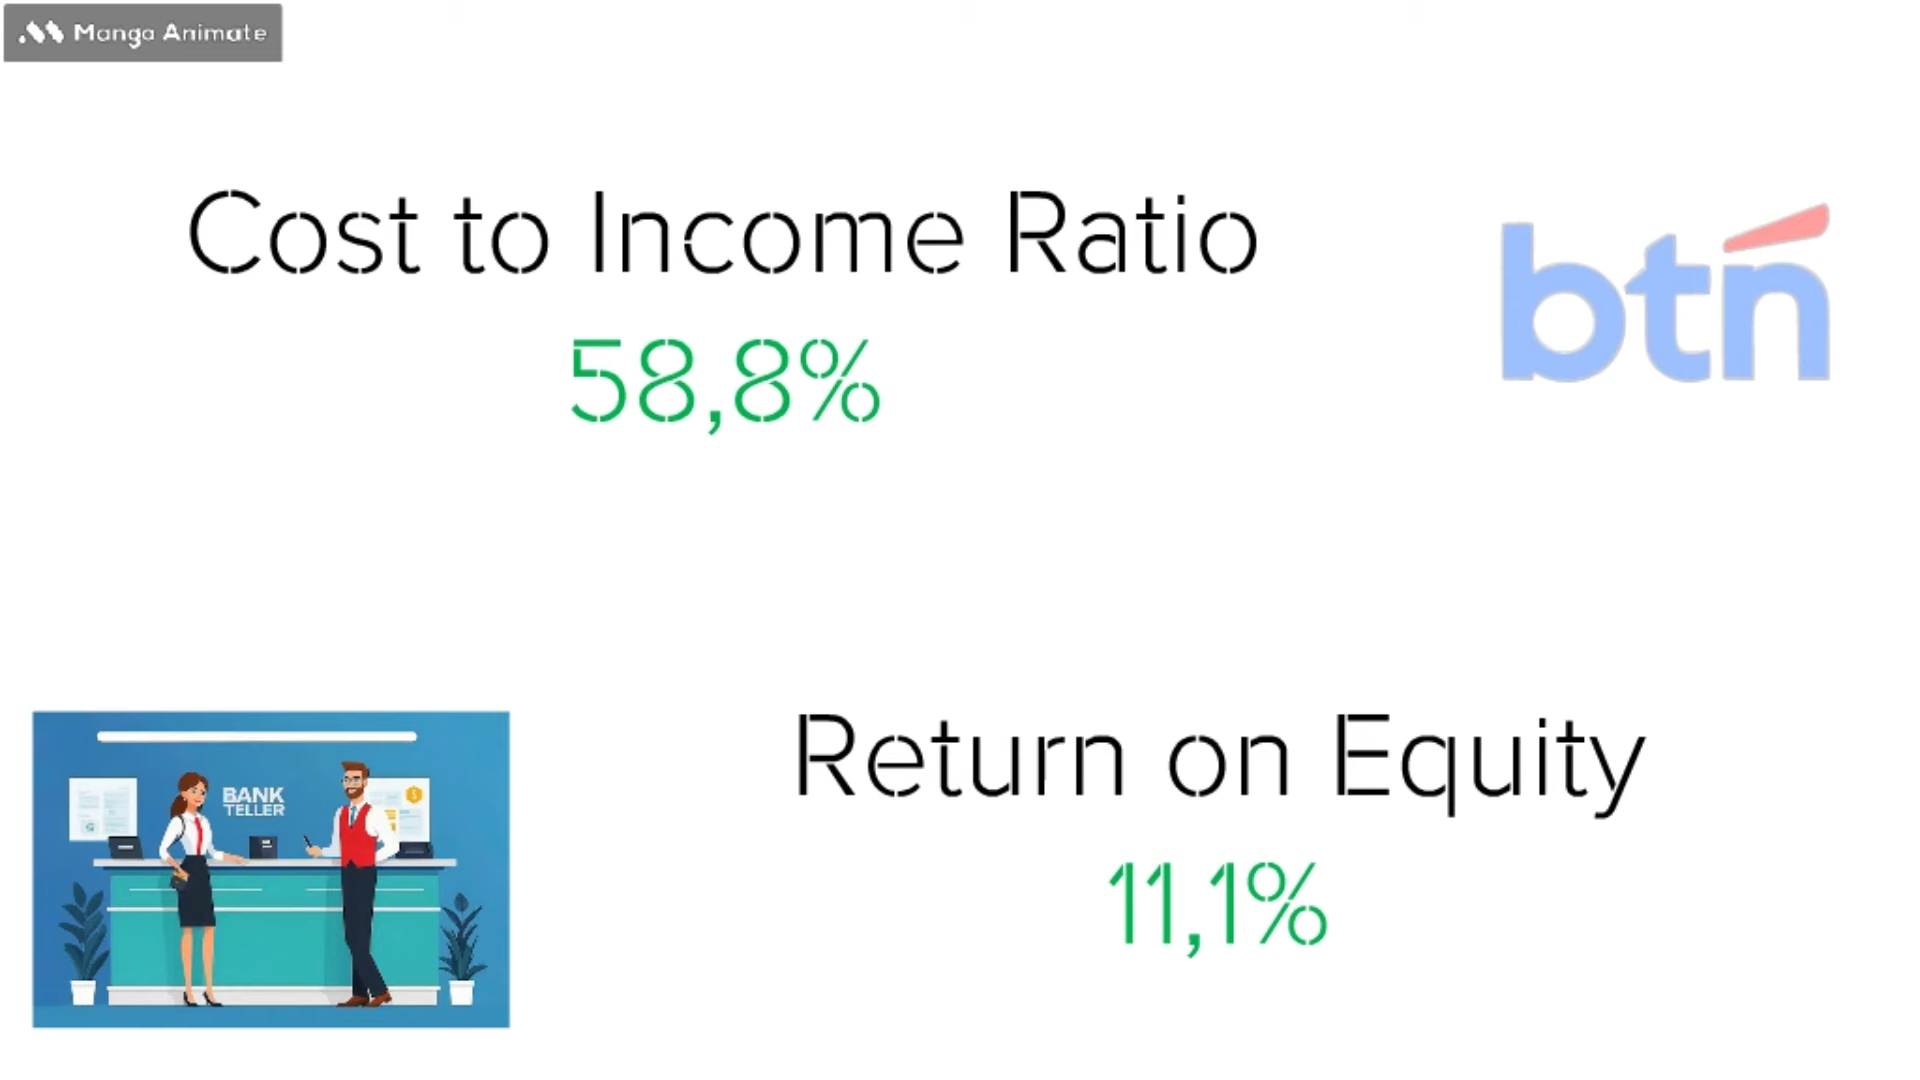 Manga Animate
Cost to Income Ratio
58,8%
btn
Return on Equity
11,1%
BANK
TELLER